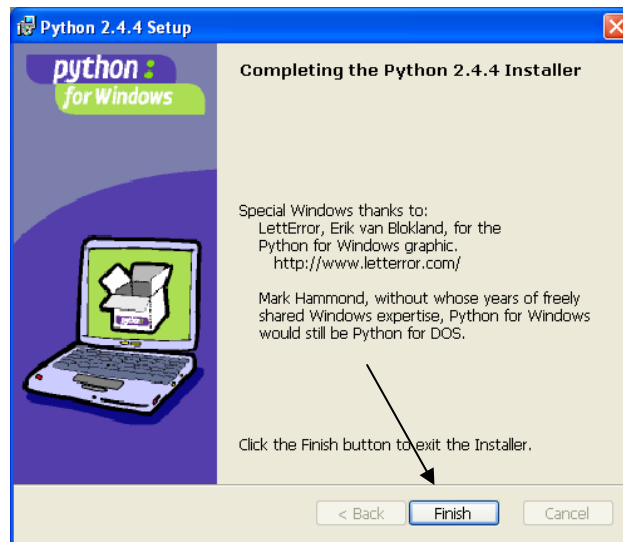 Python 2.4.4 Setup
python :
for Windows
Completing the Python 2.4.4 Installer
Special Windows thanks to:
LettError, Erik van Blokland, for the
Python for Windows graphic.
http://www.letterror.com/
Mark Hammond, without whose years of freely
shared Windows expertise, Python for Windows
would still be Python for DOS.
Click the Finish button to exit the Installer.
< Back Finish Cancel